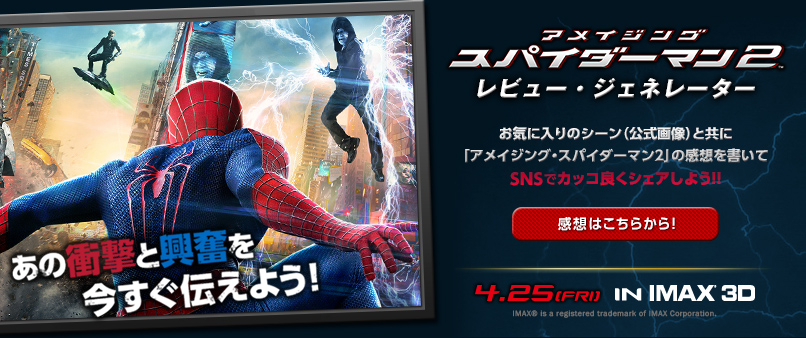 あの衝撃と興奮を
今すぐ伝えよう!
アメイジング
スパイダーマン2™
レビュー・ジェネレーター
お気に入りのシーン(公式画像)と共に
「アメイジング・スパイダーマン2」の感想を書いて
SNSでカッコ良くシェアしよう!!
感想はこちらから!
4.25(FRI) IN IMAX 3D
IMAX® is a registered trademark of IMAX Corporation.